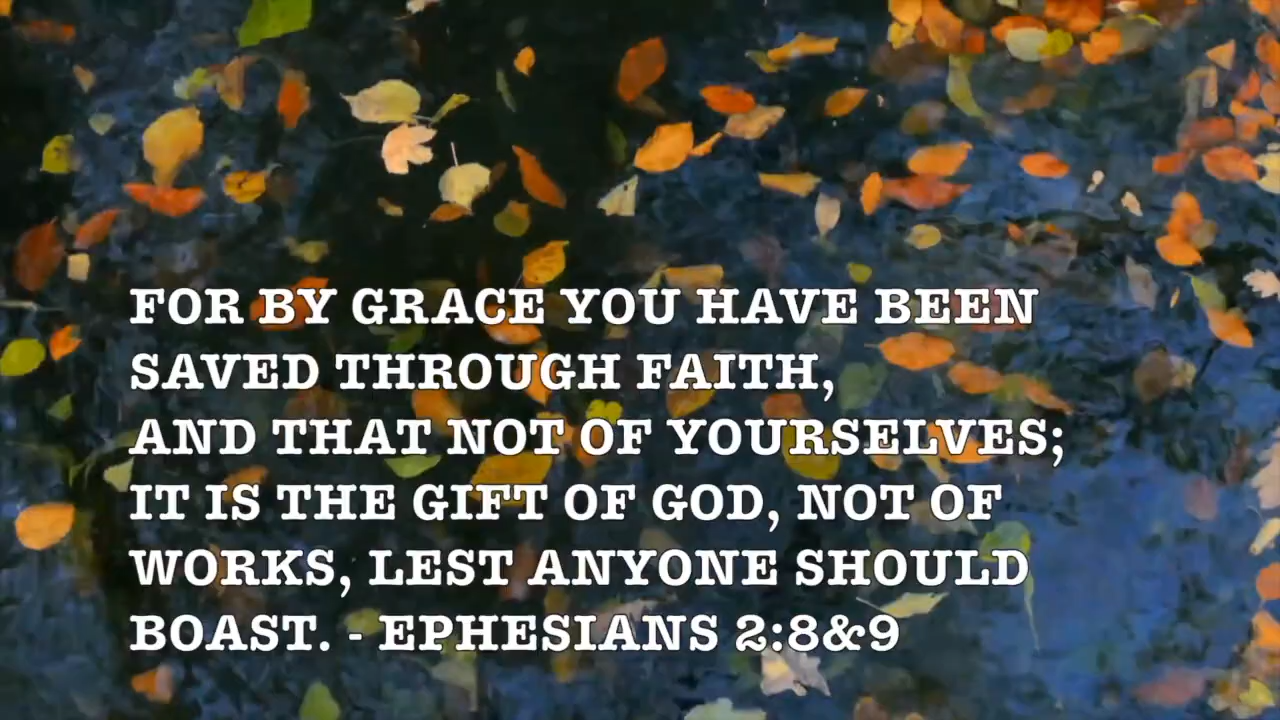 FOR BY GRACE YOU HAVE BEEN
SAVED THROUGH FAITH,
AND THAT NOT OF YOURSELVES;
IT IS THE GIFT OF GOD, NOT OF
WORKS, LEST ANYONE SHOULD
BOAST. - EPHESIANS 2:8&9